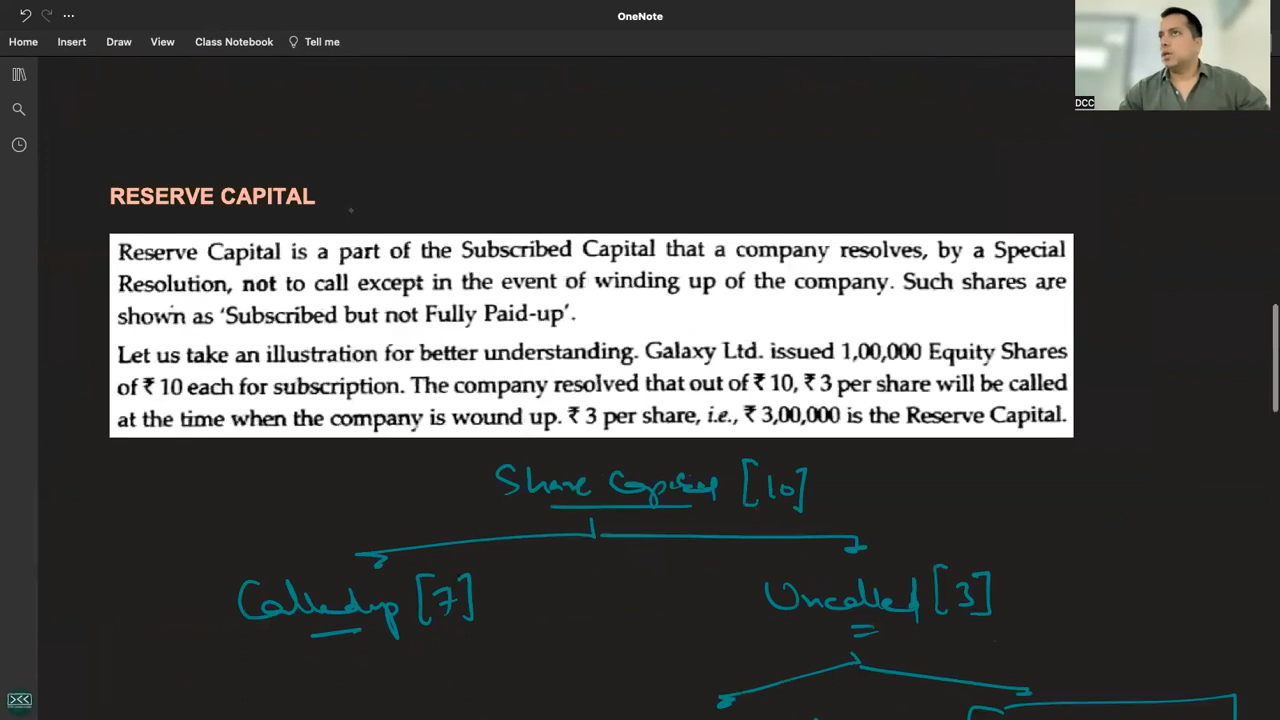 OneNote
Home Insert Draw View Class Notebook Tell me
DCC
RESERVE CAPITAL
Reserve Capital is a part of the Subscribed Capital that a company resolves, by a Special
Resolution, not to call except in the event of winding up of the company. Such shares are
shown as ‘Subscribed but not Fully Paid-up’.
Let us take an illustration for better understanding. Galaxy Ltd. issued 1,00,000 Equity Shares
of ₹ 10 each for subscription. The company resolved that out of ₹ 10, ₹ 3 per share will be called
at the time when the company is wound up. ₹ 3 per share, i.e., ₹ 3,00,000 is the Reserve Capital.
Share Capital [10]
Calledup [7] Uncalled [3]